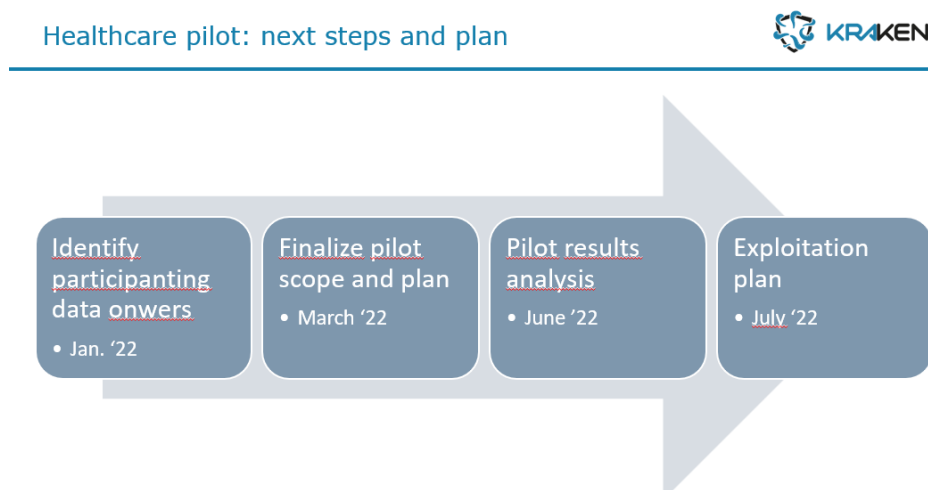 Healthcare pilot: next steps and plan
KRAKEN
Identify
participanting
data onwers
• Jan. ‘22
Finalize pilot
scope and plan
• March ‘22
Pilot results
analysis
• June ’22
Exploitation
plan
• July ‘22